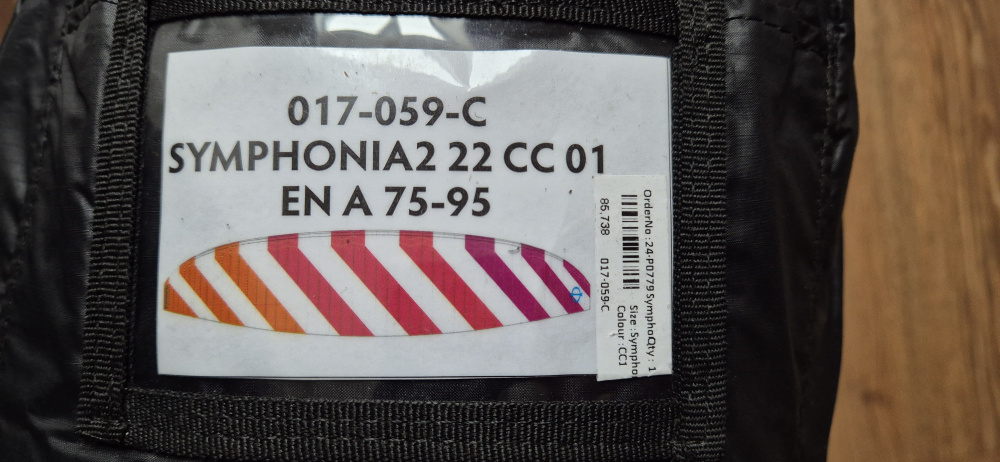 017-059-C
SYMPHONIA2 22 CC 01
EN A 75-95
OrderNo :24-P0779 SymphoQty : 1
Size :Sympho
86,738 017-059-C
Colour :CC1